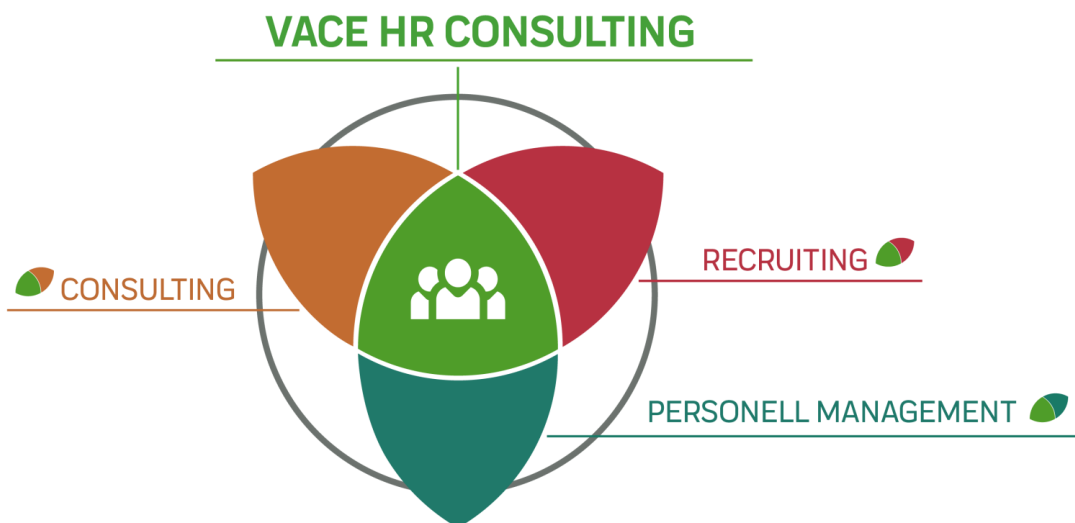 VACE HR CONSULTING
RECRUITING
CONSULTING
PERSONELL MANAGEMENT